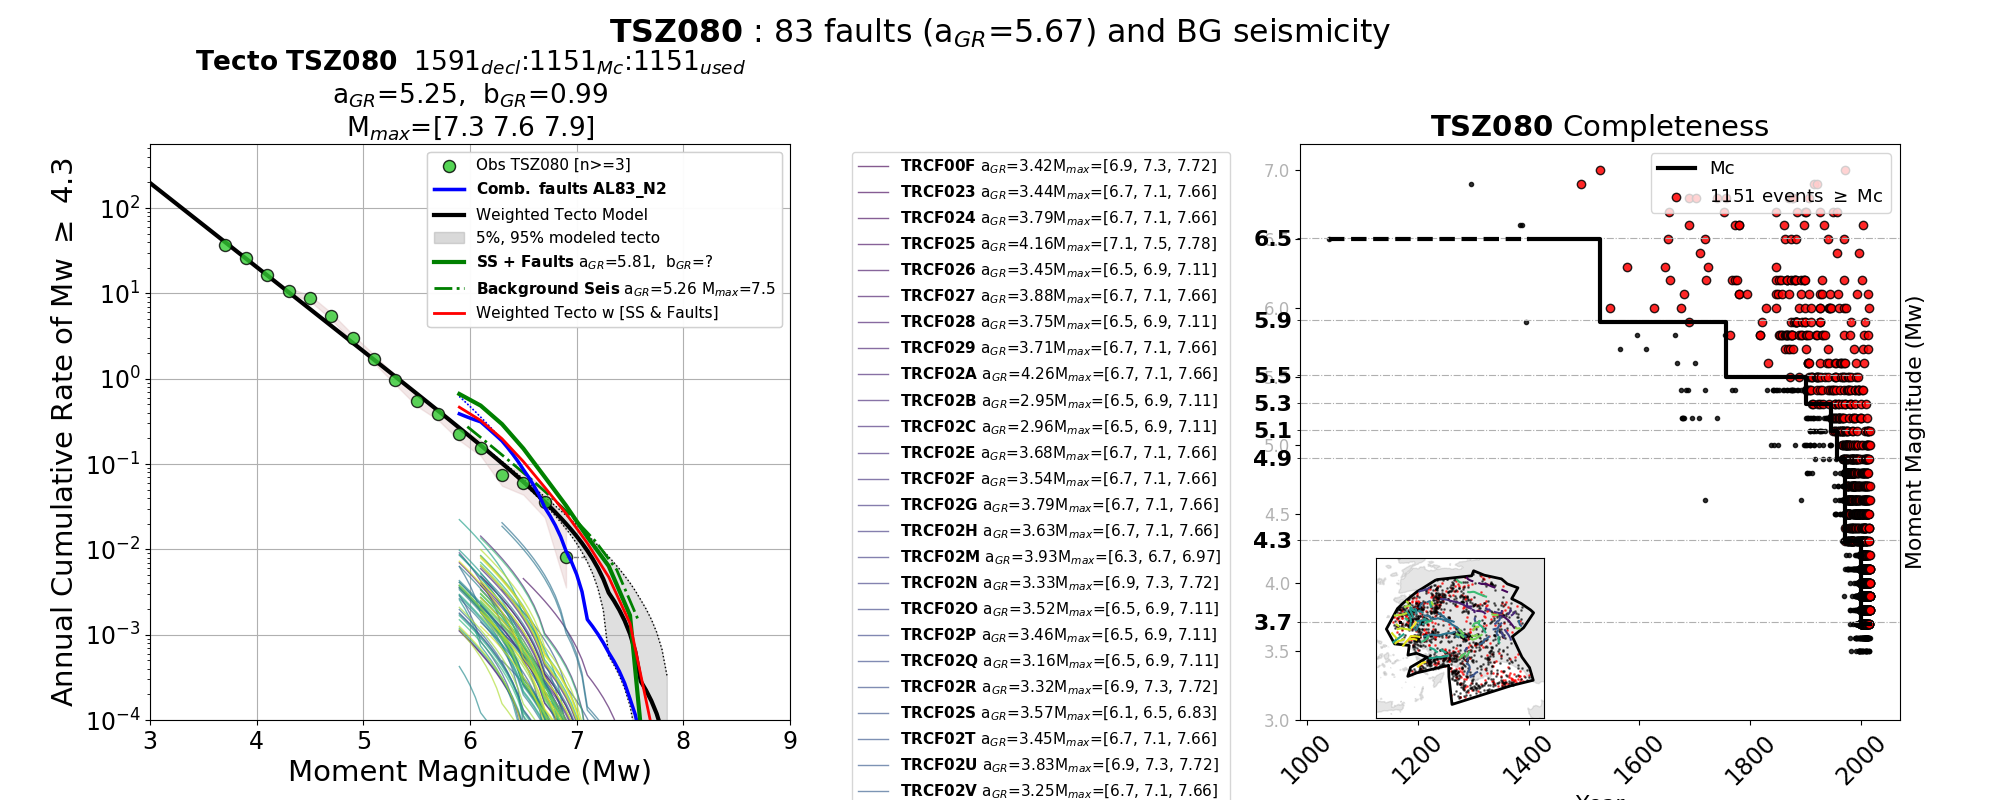 TSZ080 : 83 faults (aGR=5.67) and BG seismicity
Tecto TSZ080 1591decl:1151Mc:1151used
aGR=5.25, bGR=0.99
Mmax=[7.3 7.6 7.9]
Annual Cumulative Rate of Mw ≥ 4.3
10^2
10^1
10^0
10^-1
10^-2
10^-3
10^-4
3 4 5 6 7 8 9
Moment Magnitude (Mw)
Obs TSZ080 [n>=3]
Comb. faults AL83_N2
Weighted Tecto Model
5%, 95% modeled tecto
SS + Faults aGR=5.81, bGR=?
Background Seis aGR=5.26 Mmax=7.5
Weighted Tecto w [SS & Faults]
TRCF00F aGR=3.42Mmax=[6.9, 7.3, 7.72]
TRCF023 aGR=3.44Mmax=[6.7, 7.1, 7.66]
TRCF024 aGR=3.79Mmax=[6.7, 7.1, 7.66]
TRCF025 aGR=4.16Mmax=[7.1, 7.5, 7.78]
TRCF026 aGR=3.45Mmax=[6.5, 6.9, 7.11]
TRCF027 aGR=3.88Mmax=[6.7, 7.1, 7.66]
TRCF028 aGR=3.75Mmax=[6.5, 6.9, 7.11]
TRCF029 aGR=3.71Mmax=[6.7, 7.1, 7.66]
TRCF02A aGR=4.26Mmax=[6.7, 7.1, 7.66]
TRCF02B aGR=2.95Mmax=[6.5, 6.9, 7.11]
TRCF02C aGR=2.96Mmax=[6.5, 6.9, 7.11]
TRCF02E aGR=3.68Mmax=[6.7, 7.1, 7.66]
TRCF02F aGR=3.54Mmax=[6.7, 7.1, 7.66]
TRCF02G aGR=3.79Mmax=[6.7, 7.1, 7.66]
TRCF02H aGR=3.63Mmax=[6.7, 7.1, 7.66]
TRCF02M aGR=3.93Mmax=[6.3, 6.7, 6.97]
TRCF02N aGR=3.33Mmax=[6.9, 7.3, 7.72]
TRCF02O aGR=3.52Mmax=[6.5, 6.9, 7.11]
TRCF02P aGR=3.46Mmax=[6.5, 6.9, 7.11]
TRCF02Q aGR=3.16Mmax=[6.5, 6.9, 7.11]
TRCF02R aGR=3.32Mmax=[6.9, 7.3, 7.72]
TRCF02S aGR=3.57Mmax=[6.1, 6.5, 6.83]
TRCF02T aGR=3.45Mmax=[6.7, 7.1, 7.66]
TRCF02U aGR=3.83Mmax=[6.9, 7.3, 7.72]
TRCF02V aGR=3.25Mmax=[6.7, 7.1, 7.66]
TSZ080 Completeness
Mc
1151 events ≥ Mc
7.0
6.5
6.0
5.9
5.5
5.3
5.1
5.0
4.9
4.5
4.3
4.0
3.7
3.5
3.0
1000 1200 1400 1600 1800 2000
Moment Magnitude (Mw)